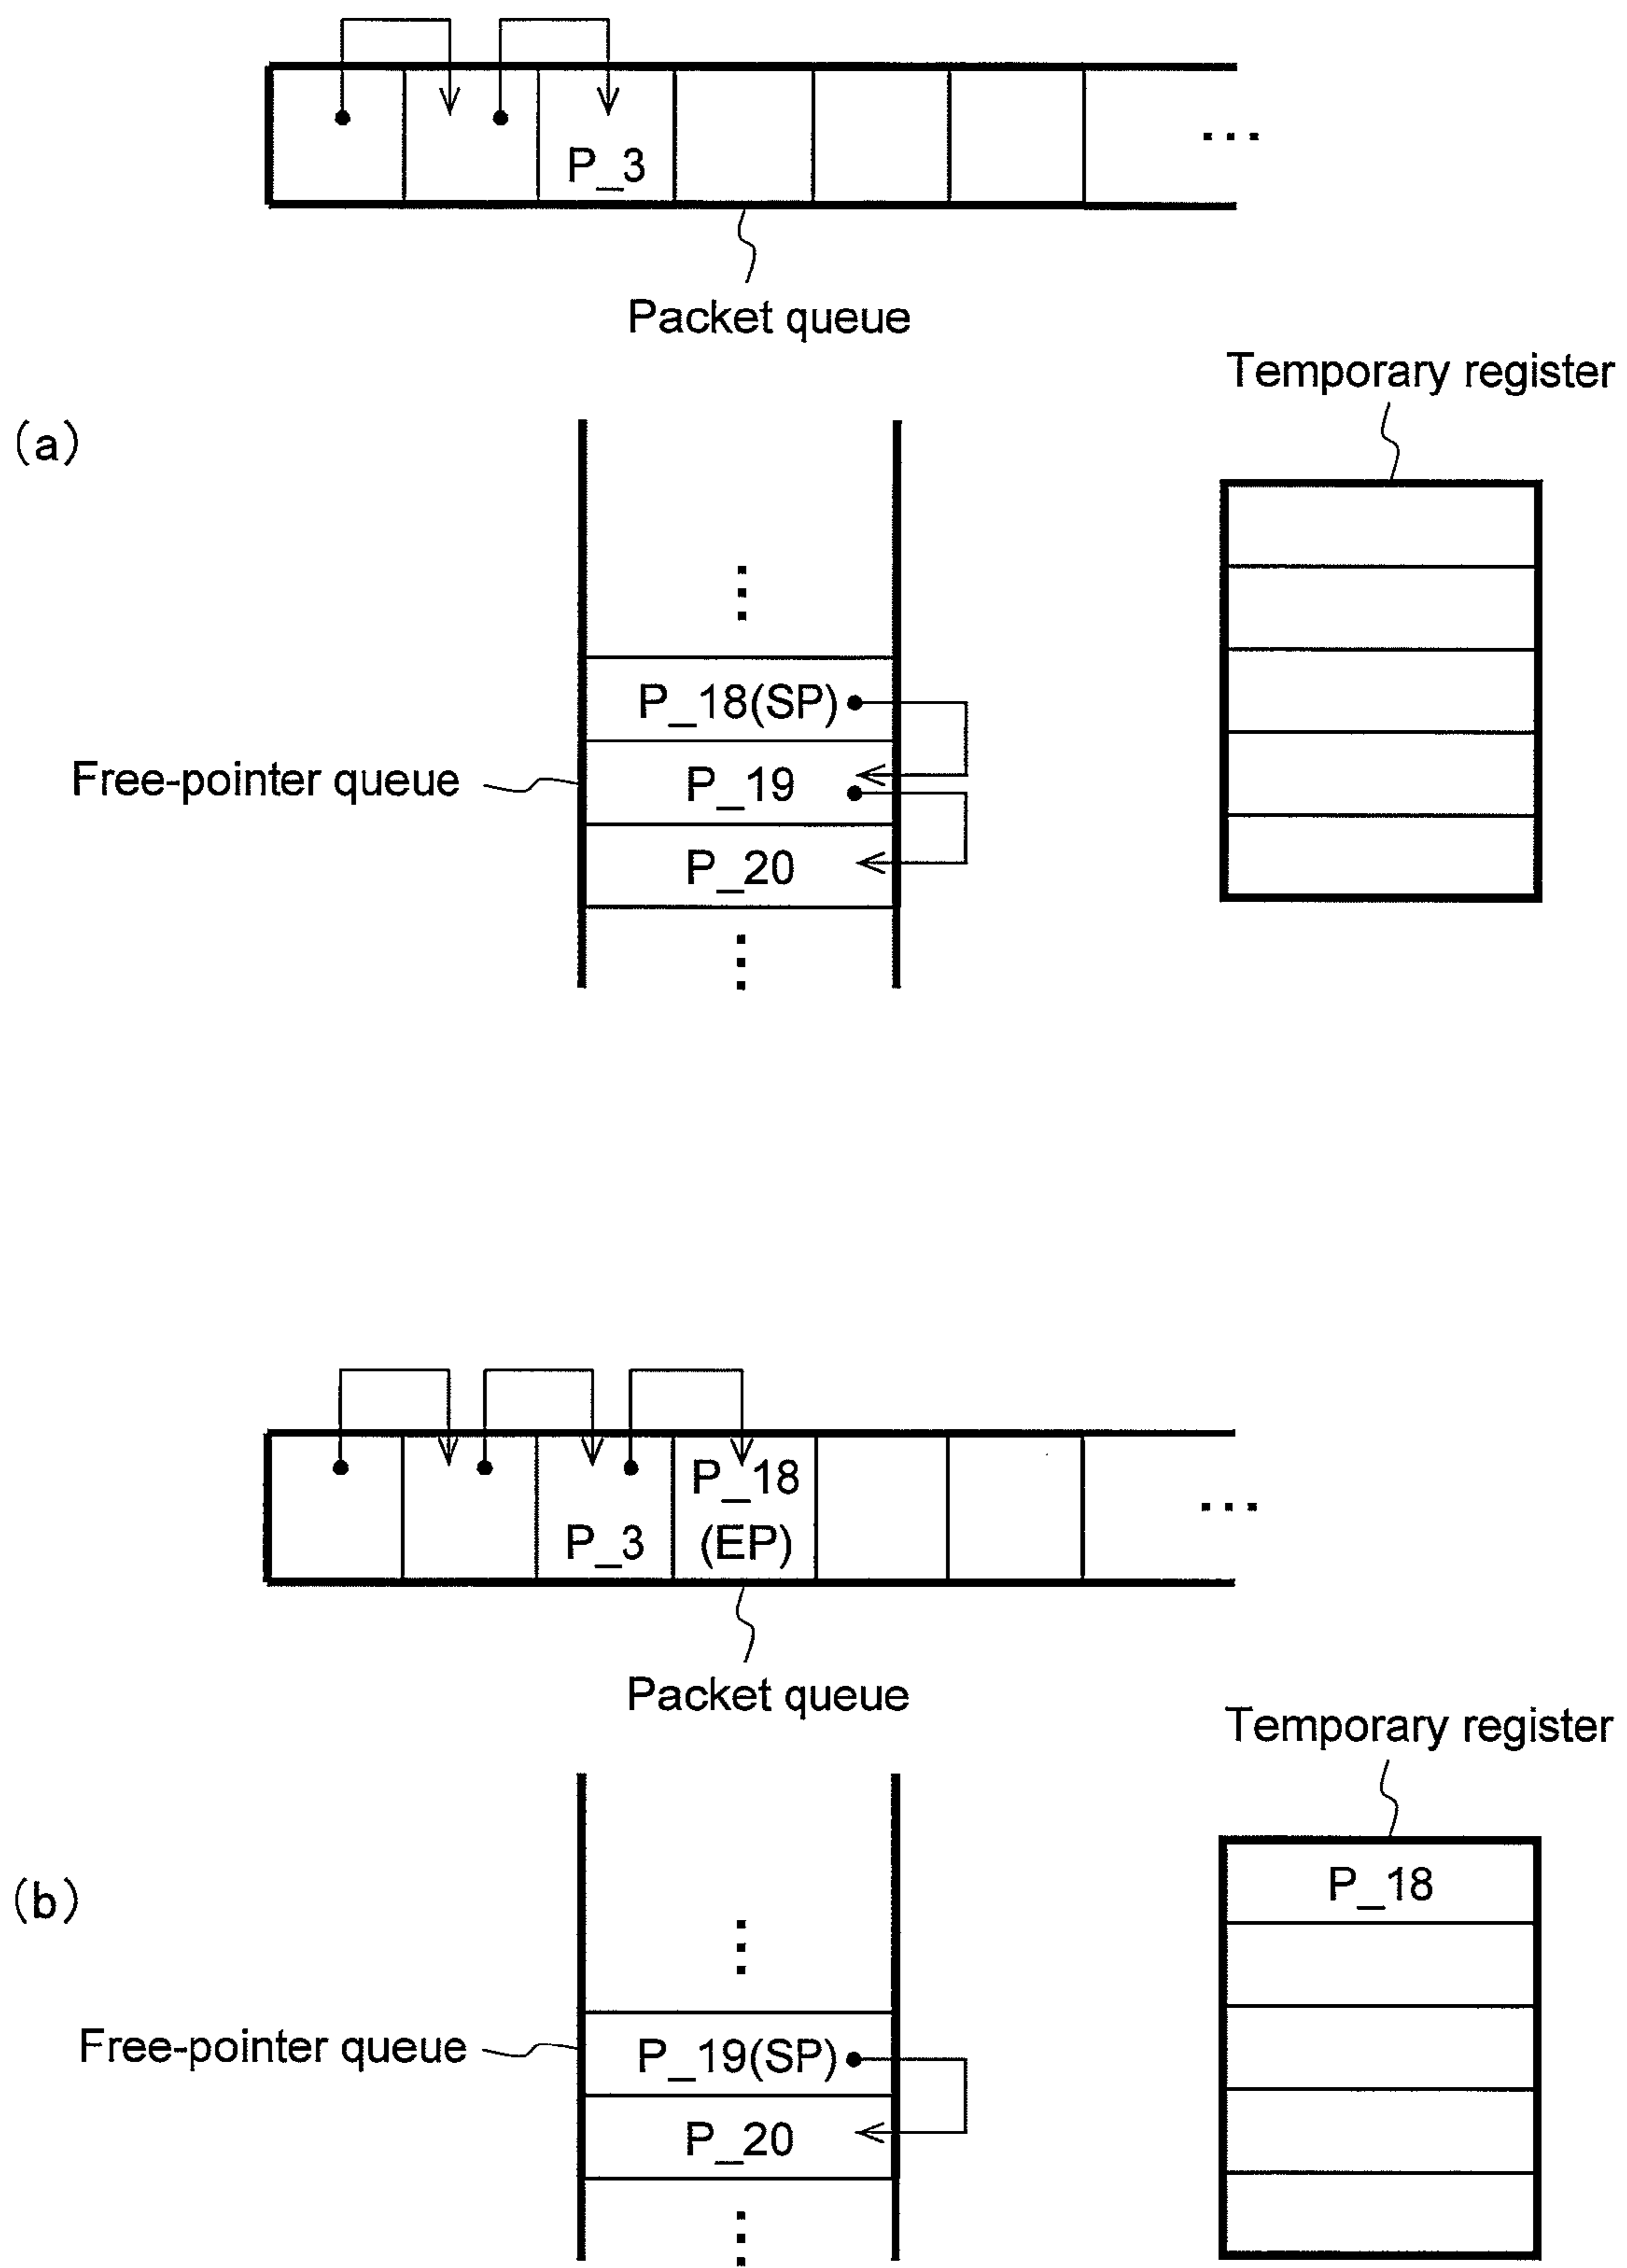 P_3
Packet queue
Temporary register
(a)
P_18(SP)
Free-pointer queue
P_19
P_20
P_18
P_3
(EP)
Packet queue
Temporary register
P_18
(b)
P_19(SP)
Free-pointer queue
P_20